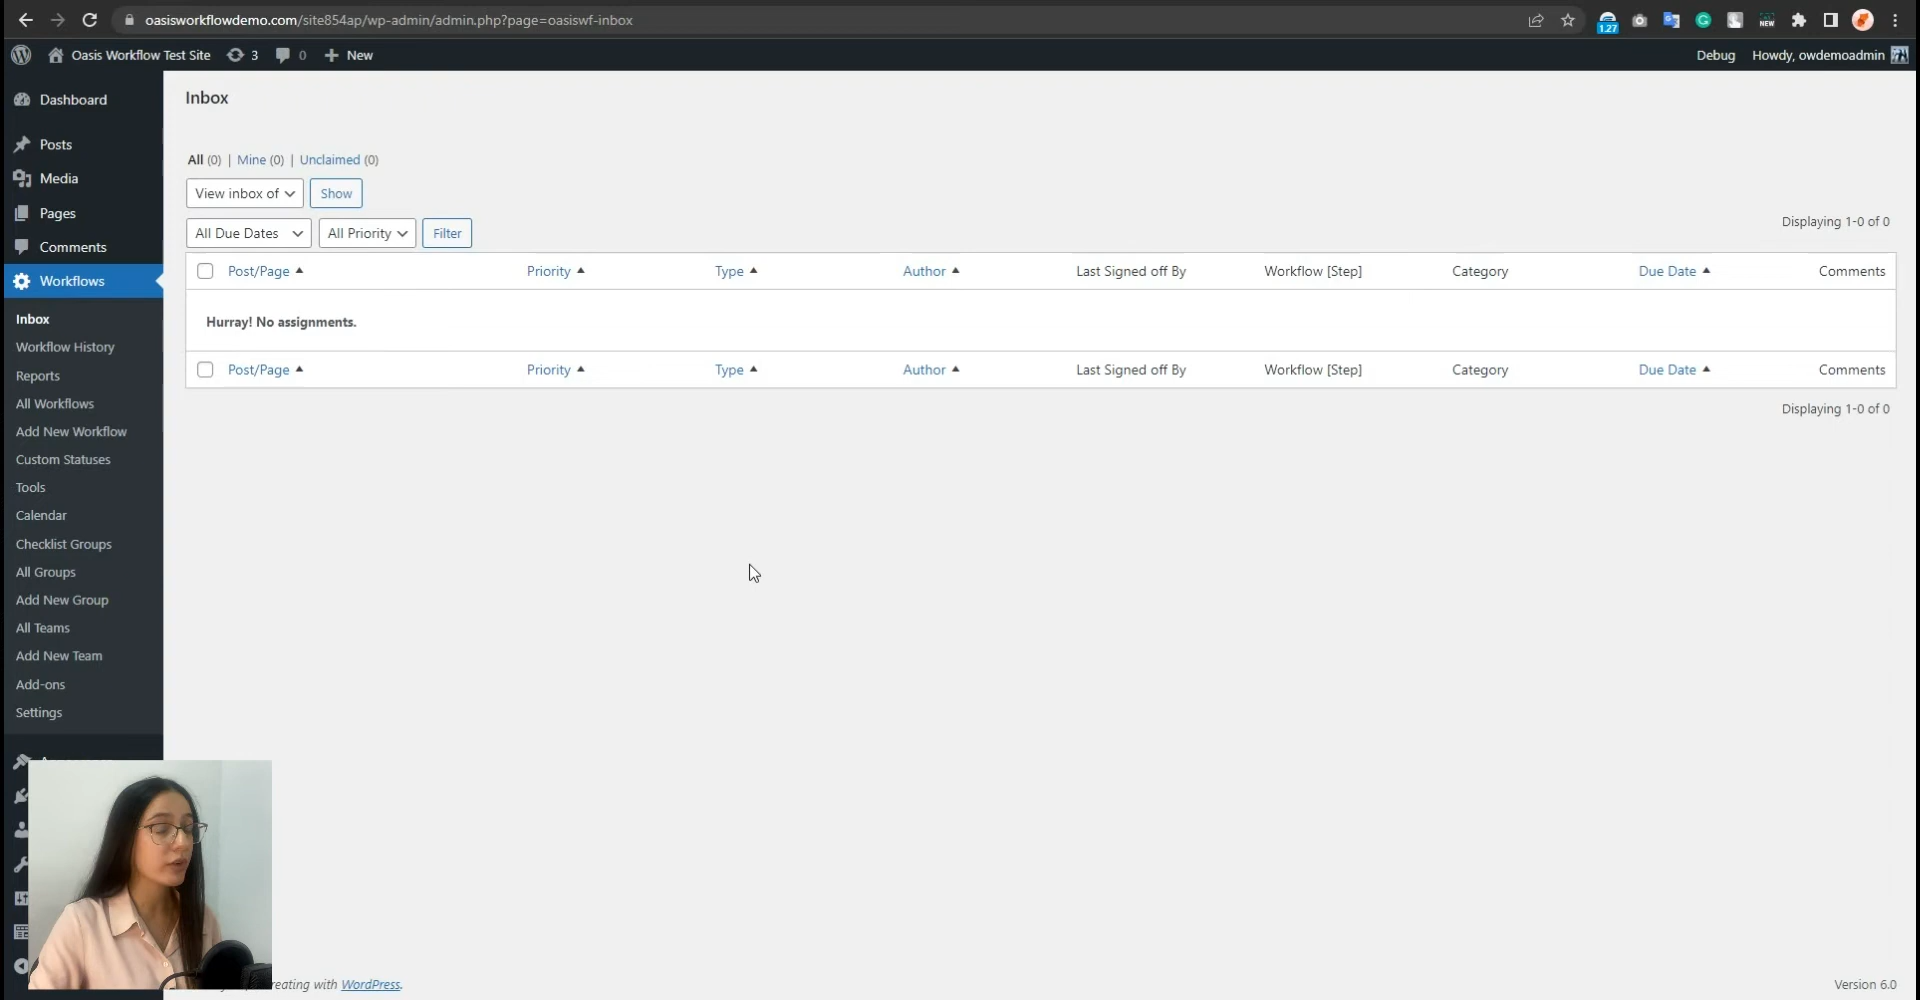 oasisworkflowdemo.com/site854ap/wp-admin/admin.php?page=oasiswf-inbox
1.27
NEW
Oasis Workflow Test Site 3 0 + New Debug Howdy, owdemoadmin
Dashboard
Posts
Media
Pages
Comments
Workflows
Inbox
Workflow History
Reports
All Workflows
Add New Workflow
Custom Statuses
Tools
Calendar
Checklist Groups
All Groups
Add New Group
All Teams
Add New Team
Add-ons
Settings
Inbox
All (0) | Mine (0) | Unclaimed (0)
View inbox of Show
All Due Dates All Priority Filter Displaying 1-0 of 0
Post/Page Priority Type Author Last Signed off By Workflow [Step] Category Due Date Comments
Hurray! No assignments.
Post/Page Priority Type Author Last Signed off By Workflow [Step] Category Due Date Comments
Displaying 1-0 of 0
reating with WordPress. Version 6.0